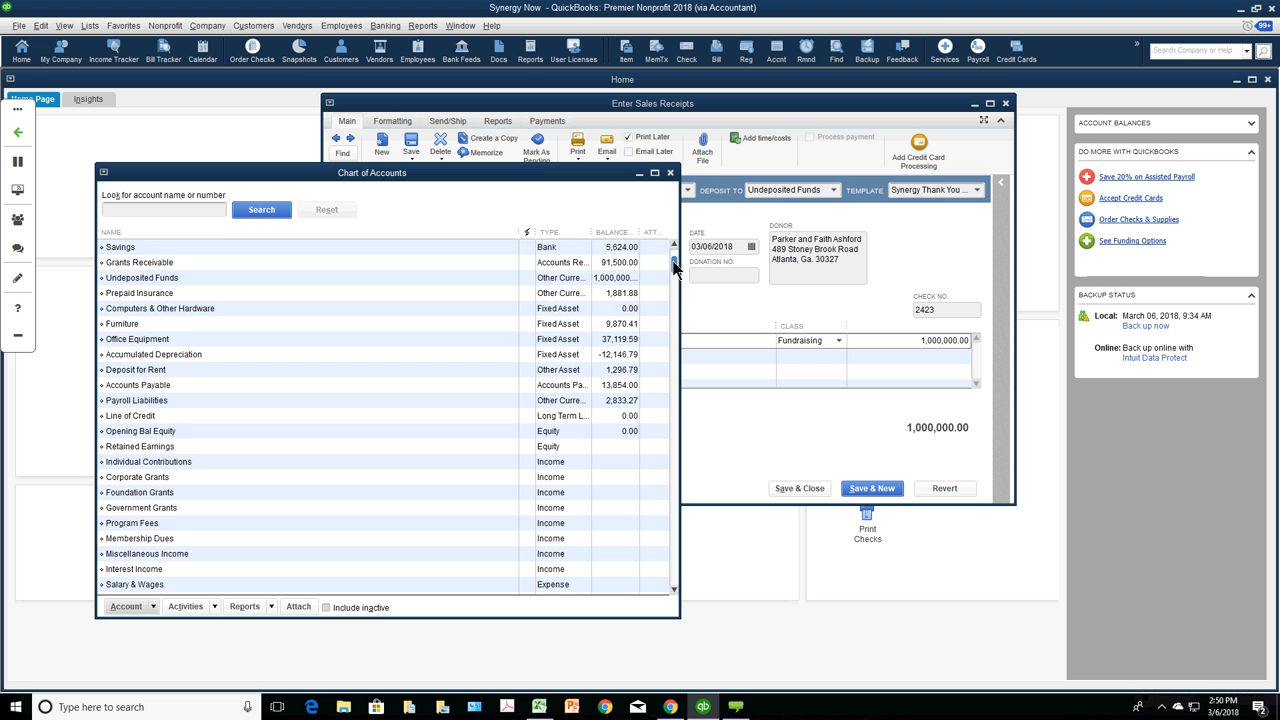 Synergy Now - QuickBooks: Premier Nonprofit 2018 (via Accountant)
File Edit View Lists Favorites Nonprofit Company Customers Vendors Employees Banking Reports Window Help
99+
Home My Company Income Tracker Bill Tracker Calendar Order Checks Snapshots Customers Vendors Employees Bank Feeds Docs Reports User Licenses Item MemTx Check Bill Reg Accnt Rmnd Find Backup Feedback Services Payroll Credit Cards
Search Company or Help
Home
Home Page Insights
Enter Sales Receipts
Main Formatting Send/Ship Reports Payments
Find New Save Delete Create a Copy Memorize Mark As Pending Print Email Print Later Email Later Attach File Add time/costs Process payment Add Credit Card Processing
DEPOSIT TO Undeposited Funds TEMPLATE Synergy Thank You ...
DATE
03/06/2018
DONATION NO.
DONOR
Parker and Faith Ashford
489 Stoney Brook Road
Atlanta, Ga. 30327
CHECK NO.
2423
CLASS
Fundraising 1,000,000.00
1,000,000.00
Save & Close Save & New Revert
Print
Checks
Chart of Accounts
Look for account name or number
Search Reset
NAME TYPE BALANCE ... ATT...
Savings Bank 5,624.00
Grants Receivable Accounts Re... 91,500.00
Undeposited Funds Other Curre... 1,000,000....
Prepaid Insurance Other Curre... 1,881.88
Computers & Other Hardware Fixed Asset 0.00
Furniture Fixed Asset 9,870.41
Office Equipment Fixed Asset 37,119.59
Accumulated Depreciation Fixed Asset -12,146.79
Deposit for Rent Other Asset 1,296.79
Accounts Payable Accounts Pa... 13,854.00
Payroll Liabilities Other Curre... 2,833.27
Line of Credit Long Term L... 0.00
Opening Bal Equity Equity 0.00
Retained Earnings Equity
Individual Contributions Income
Corporate Grants Income
Foundation Grants Income
Government Grants Income
Program Fees Income
Membership Dues Income
Miscellaneous Income Income
Interest Income Income
Salary & Wages Expense
Account Activities Reports Attach Include inactive
ACCOUNT BALANCES
DO MORE WITH QUICKBOOKS
Save 20% on Assisted Payroll
Accept Credit Cards
Order Checks & Supplies
See Funding Options
BACKUP STATUS
Local: March 06, 2018, 9:34 AM
Backup now
Online: Back up online with
Intuit Data Protect
Type here to search
2:50 PM
3/6/2018
2